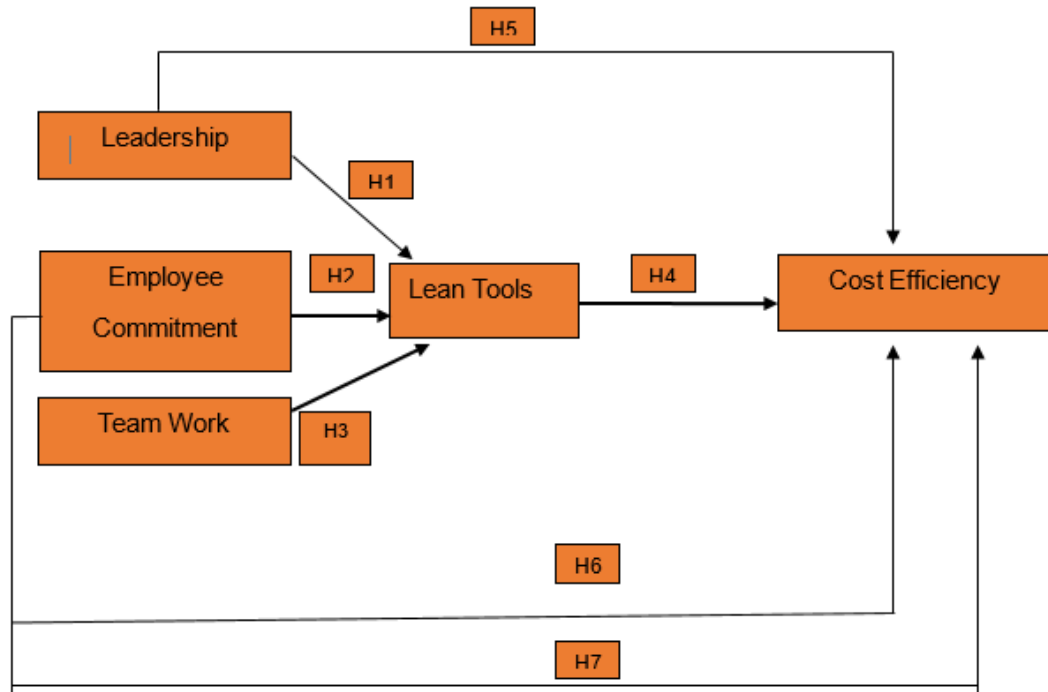 H5
Leadership
H1
Employee
Commitment
H2
Lean Tools
H4
Cost Efficiency
Team Work
H3
H6
H7